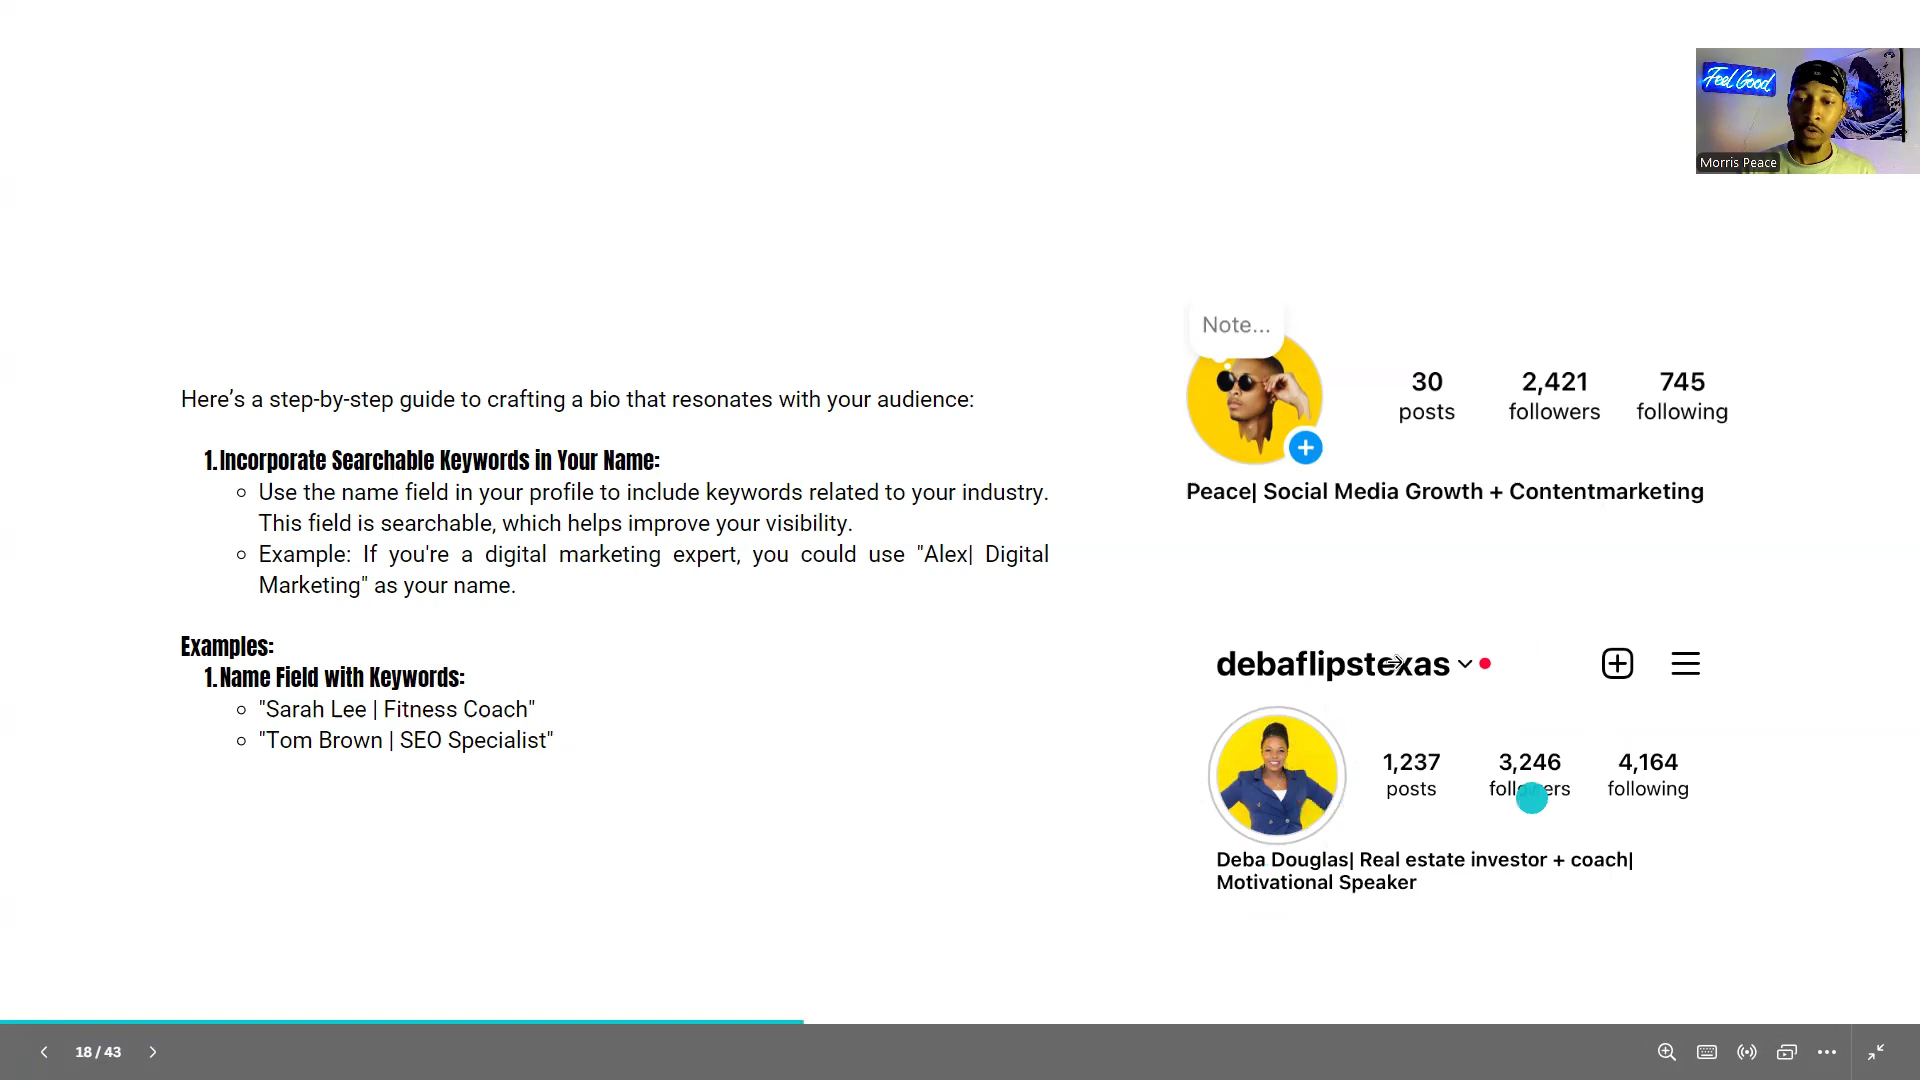 Feel Good
Morris Peace
Here’s a step-by-step guide to crafting a bio that resonates with your audience:
1. Incorporate Searchable Keywords in Your Name:
Use the name field in your profile to include keywords related to your industry.
This field is searchable, which helps improve your visibility.
Example: If you're a digital marketing expert, you could use "Alex| Digital
Marketing" as your name.
Examples:
1. Name Field with Keywords:
"Sarah Lee | Fitness Coach"
"Tom Brown | SEO Specialist"
Note...
30 2,421 745
posts followers following
Peace| Social Media Growth + Contentmarketing
debaflipstexas
1,237 3,246 4,164
posts followers following
Deba Douglas| Real estate investor + coach|
Motivational Speaker
18 / 43